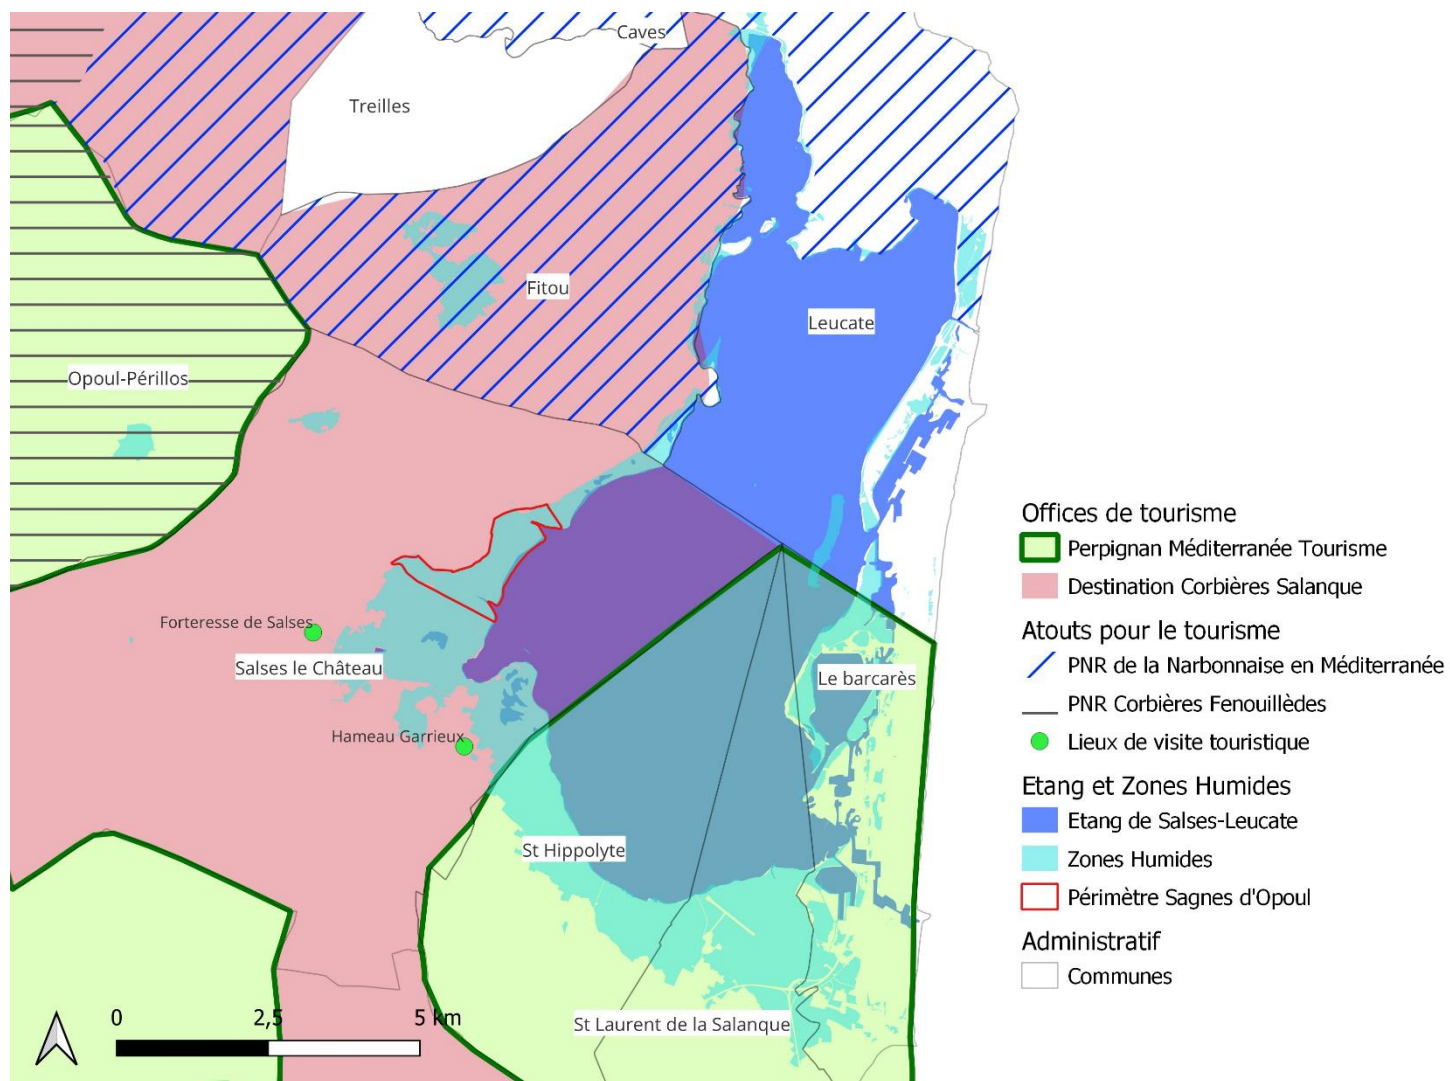 Caves
Treilles
Fitou
Leucate
Opoul-Périllos
Forteresse de Salses
Salses le Château
Le barcarès
Hameau Garrieux
St Hippolyte
St Laurent de la Salanque
0 2,5 5 km
Offices de tourisme
Perpignan Méditerranée Tourisme
Destination Corbières Salanque
Atouts pour le tourisme
PNR de la Narbonnaise en Méditerranée
PNR Corbières Fenouillèdes
Lieux de visite touristique
Etang et Zones Humides
Etang de Salses-Leucate
Zones Humides
Périmètre Sagnes d'Opoul
Administratif
Communes